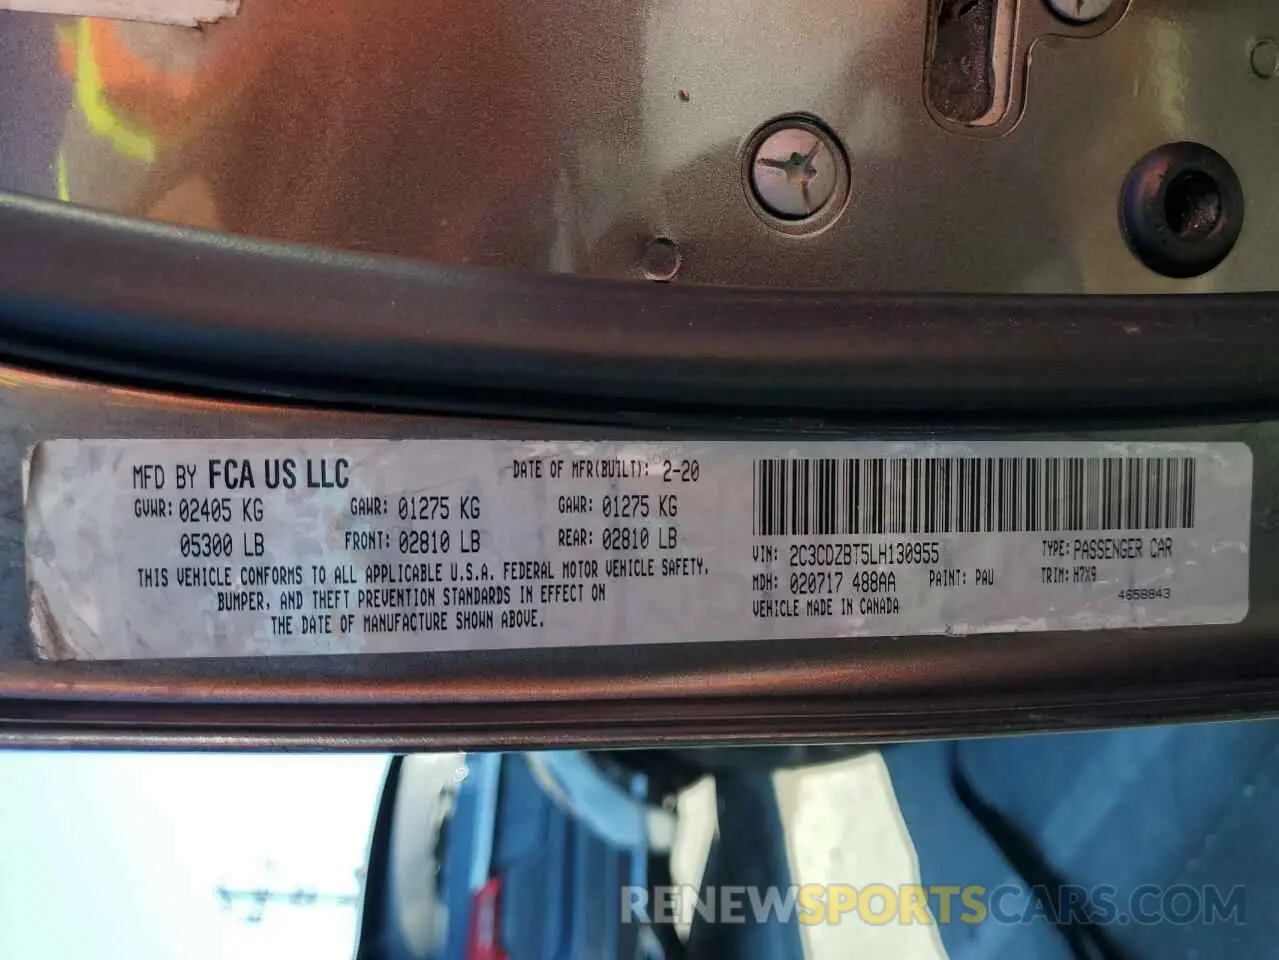 MFD BY FCA US LLC DATE OF MFR(BUILT): 2-20
GVWR: 02405 KG GAWR: 01275 KG GAWR: 01275 KG
05300 LB FRONT: 02810 LB REAR: 02810 LB
THIS VEHICLE CONFORMS TO ALL APPLICABLE U.S.A. FEDERAL MOTOR VEHICLE SAFETY,
BUMPER, AND THEFT PREVENTION STANDARDS IN EFFECT ON
THE DATE OF MANUFACTURE SHOWN ABOVE.
VIN: 2C3CDZBT5LH130955 TYPE: PASSENGER CAR
MDH: 020717 488AA PAINT: PAU TRIM: H7X9
VEHICLE MADE IN CANADA 4658843
RENEWSPORTSCARS.COM